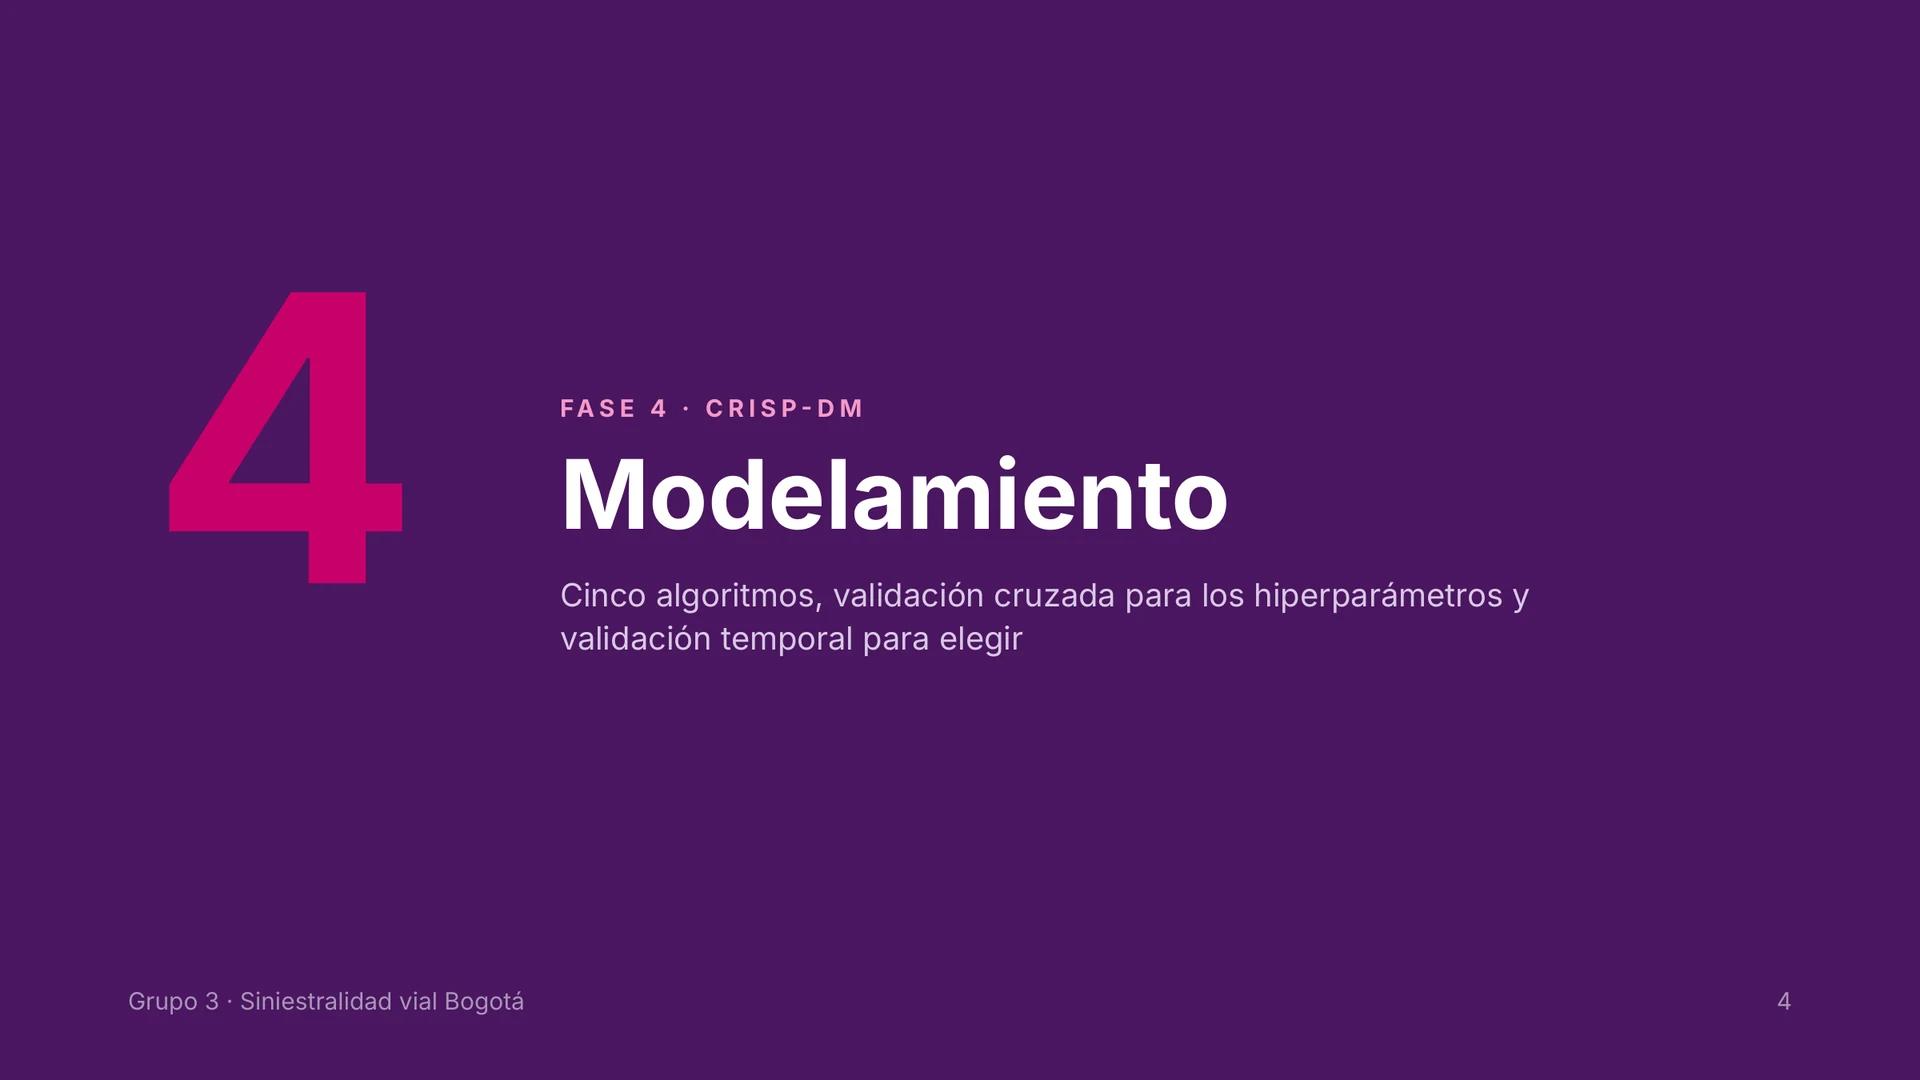 4
FASE 4 · CRISP-DM
Modelamiento
Cinco algoritmos, validación cruzada para los hiperparámetros y
validación temporal para elegir
Grupo 3 · Siniestralidad vial Bogotá
4